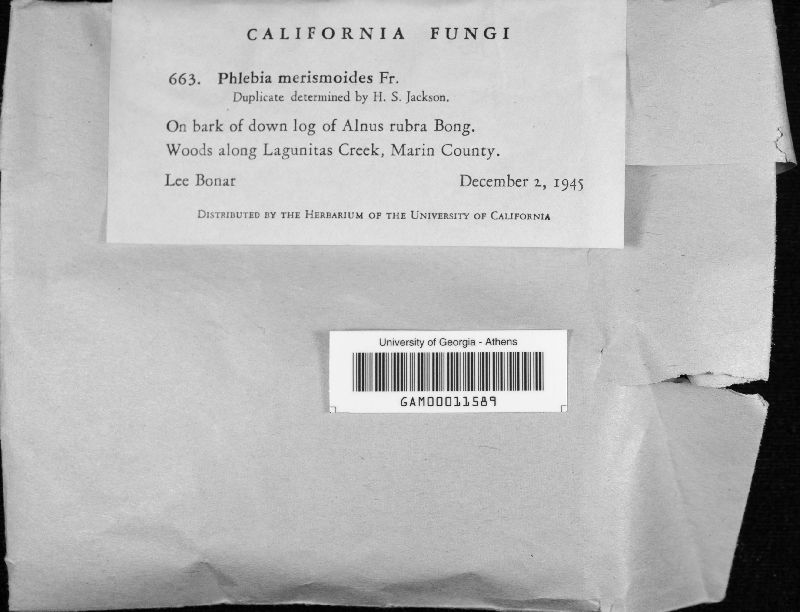 CALIFORNIA FUNGI
663. Phlebia merismoides Fr.
Duplicate determined by H. S. Jackson.
On bark of down log of Alnus rubra Bong.
Woods along Lagunitas Creek, Marin County.
Lee Bonar December 2, 1945
DISTRIBUTED BY THE HERBARIUM OF THE UNIVERSITY OF CALIFORNIA
University of Georgia - Athens
GAM00011589